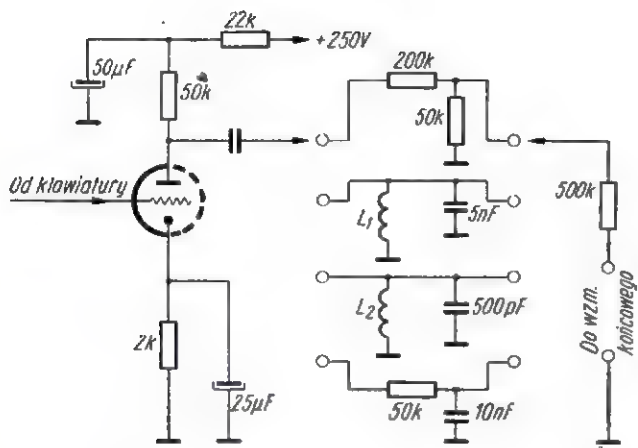 22k
+250V
50µF
50k
200k
50k
Od klawiatury
500k
L₁
5nF
L₂
500pF
Do wzm.
końcowego
2k
25µF
50k
10nF